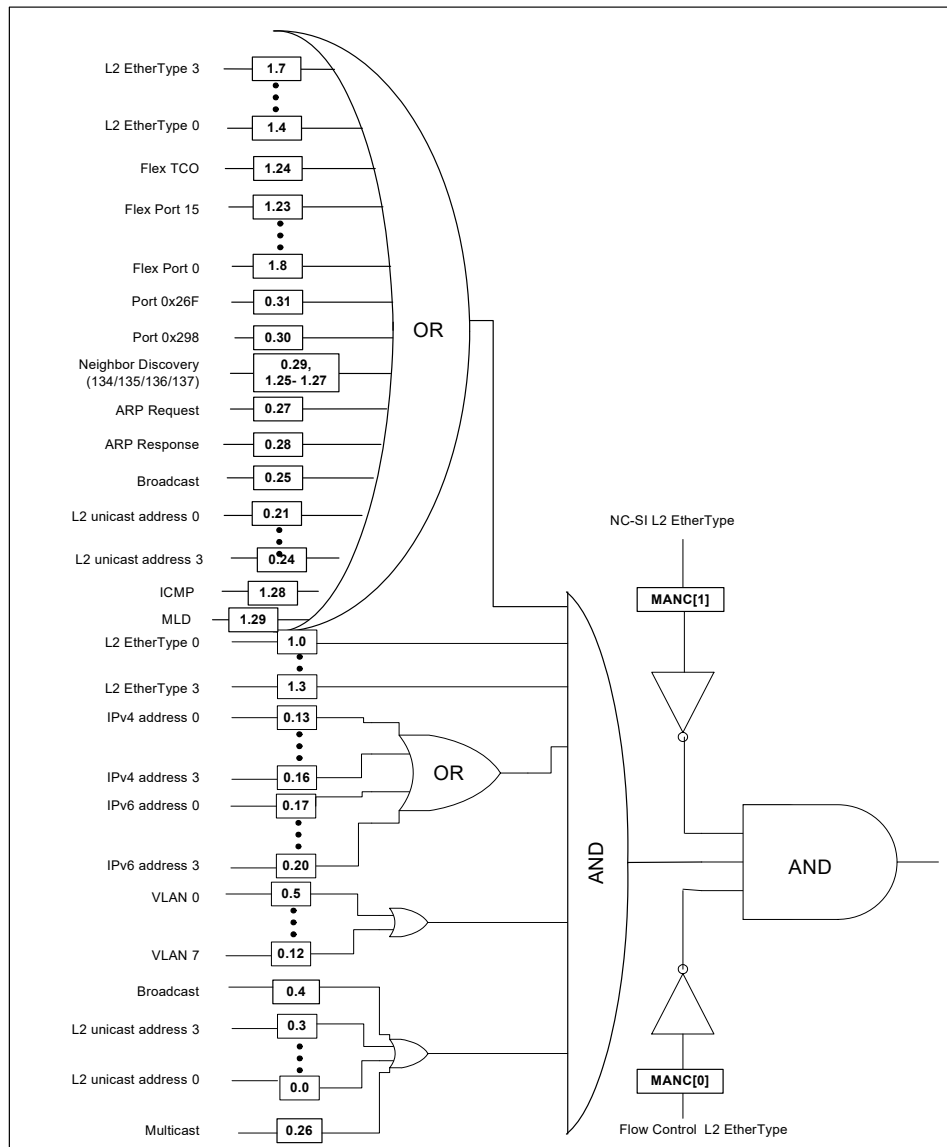 L2 EtherType 3
1.7
L2 EtherType 0
1.4
Flex TCO
1.24
Flex Port 15
1.23
Flex Port 0
1.8
Port 0x26F
0.31
OR
Port 0x298
0.30
Neighbor Discovery
(134/135/136/137)
0.29,
1.25- 1.27
ARP Request
0.27
ARP Response
0.28
Broadcast
0.25
L2 unicast address 0
0.21
L2 unicast address 3
0.24
ICMP
1.28
MLD
1.29
L2 EtherType 0
1.0
L2 EtherType 3
1.3
IPv4 address 0
0.13
IPv4 address 3
0.16
OR
IPv6 address 0
0.17
IPv6 address 3
0.20
VLAN 0
0.5
VLAN 7
0.12
Broadcast
0.4
L2 unicast address 3
0.3
L2 unicast address 0
0.0
Multicast
0.26
AND
NC-SI L2 EtherType
MANC[1]
AND
MANC[0]
Flow Control L2 EtherType